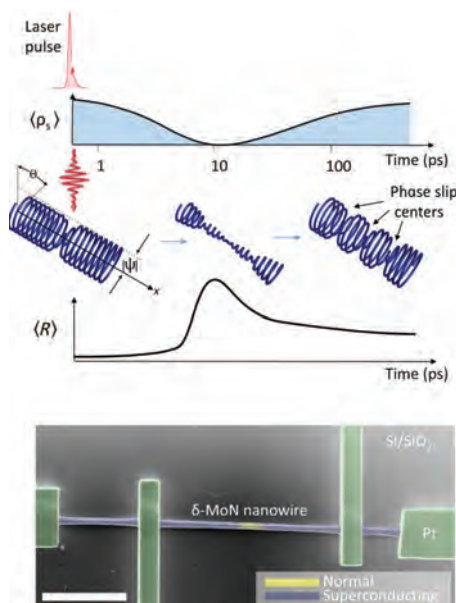 Laser
pulse
⟨ρs⟩
1
10
100
Time (ps)
θ
Phase slip
centers
|ψ|
x
⟨R⟩
Time (ps)
Si/SiO2
δ-MoN nanowire
Pt
Normal
Superconducting